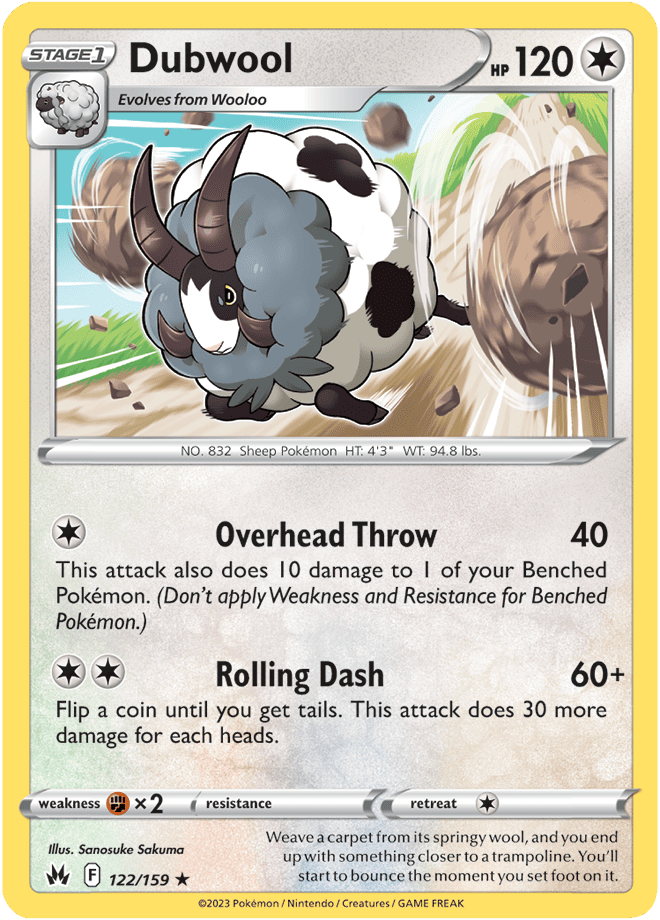 STAGE 1
Dubwool
HP 120
Evolves from Wooloo
NO. 832 Sheep Pokémon HT: 4'3" WT: 94.8 lbs.
Overhead Throw 40
This attack also does 10 damage to 1 of your Benched
Pokémon. (Don't apply Weakness and Resistance for Benched
Pokémon.)
Rolling Dash 60+
Flip a coin until you get tails. This attack does 30 more
damage for each heads.
weakness ×2 resistance retreat
Illus. Sanosuke Sakuma
F 122/159 ★
Weave a carpet from its springy wool, and you end
up with something closer to a trampoline. You'll
start to bounce the moment you set foot on it.
©2023 Pokémon / Nintendo / Creatures / GAME FREAK